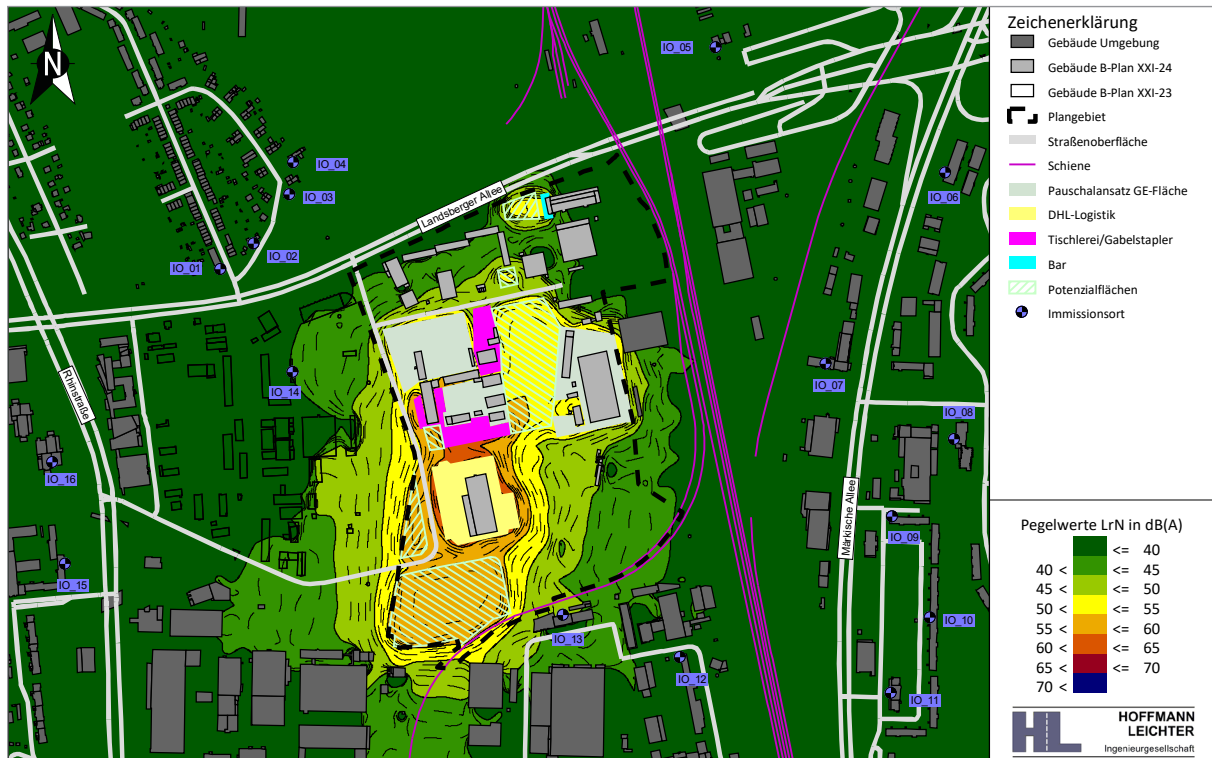 N
IO_05
IO_04
IO_03
IO_02
IO_01
Landsberger Allee
IO_06
IO_14
IO_07
Rhinstraße
IO_08
IO_16
Märkische Allee
IO_09
IO_15
IO_10
IO_13
IO_12
IO_11
Zeichenerklärung
Gebäude Umgebung
Gebäude B-Plan XXI-24
Gebäude B-Plan XXI-23
Plangebiet
Straßenoberfläche
Schiene
Pauschalansatz GE-Fläche
DHL-Logistik
Tischlerei/Gabelstapler
Bar
Potenzialflächen
Immissionsort
Pegelwerte LrN in dB(A)
<= 40
40 < <= 45
45 < <= 50
50 < <= 55
55 < <= 60
60 < <= 65
65 < <= 70
70 <
HL
HOFFMANN
LEICHTER
Ingenieurgesellschaft